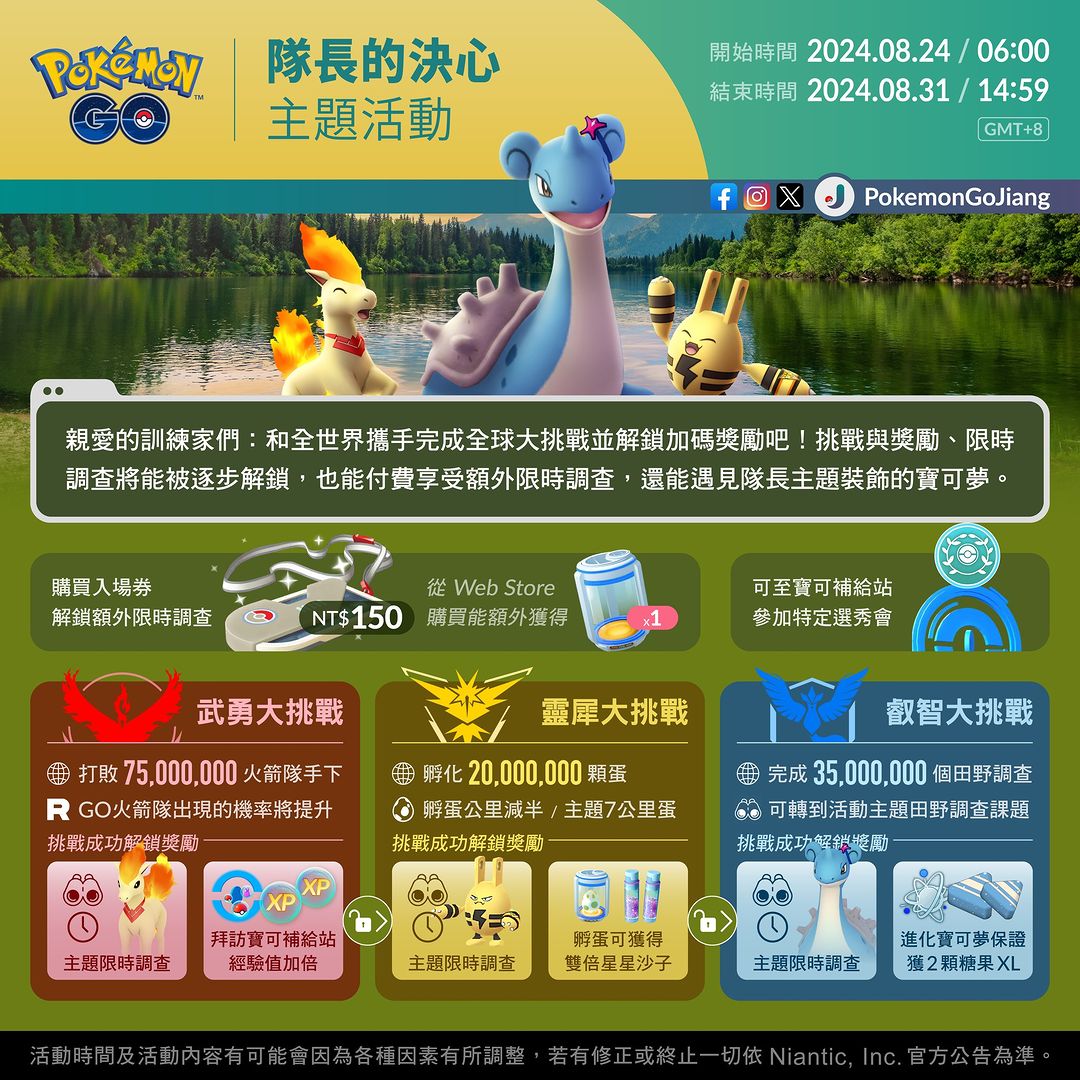 POKÉMON
GO
TM
隊長的決心
主題活動
開始時間 2024.08.24 / 06:00
結束時間 2024.08.31 / 14:59
GMT+8
PokemonGoJiang
親愛的訓練家們：和全世界攜手完成全球大挑戰並解鎖加碼獎勵吧！挑戰與獎勵、限時
調查將能被逐步解鎖，也能付費享受額外限時調查，還能遇見隊長主題裝飾的寶可夢。
購買入場券
解鎖額外限時調查
NT$150
從 Web Store
購買能額外獲得
x1
可至寶可補給站
參加特定選秀會
武勇大挑戰
打敗 75,000,000 火箭隊手下
R GO火箭隊出現的機率將提升
挑戰成功解鎖獎勵
主題限時調查
XP XP
拜訪寶可補給站
經驗值加倍
靈犀大挑戰
孵化 20,000,000 顆蛋
孵蛋公里減半 / 主題7公里蛋
挑戰成功解鎖獎勵
主題限時調查
孵蛋可獲得
雙倍星星沙子
叡智大挑戰
完成 35,000,000 個田野調查
可轉到活動主題田野調查課題
挑戰成功解鎖獎勵
主題限時調查
進化寶可夢保證
獲2顆糖果XL
活動時間及活動內容有可能會因為各種因素有所調整，若有修正或終止一切依 Niantic, Inc. 官方公告為準。